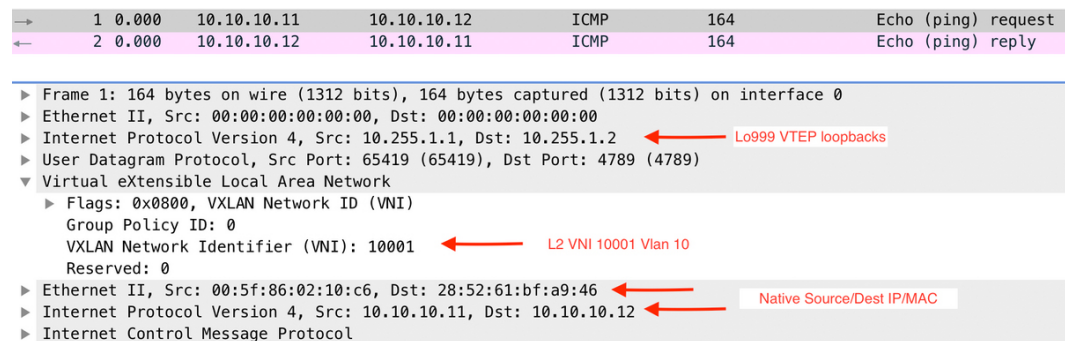 1 0.000 10.10.10.11 10.10.10.12 ICMP 164 Echo (ping) request
2 0.000 10.10.10.12 10.10.10.11 ICMP 164 Echo (ping) reply
Frame 1: 164 bytes on wire (1312 bits), 164 bytes captured (1312 bits) on interface 0
Ethernet II, Src: 00:00:00:00:00:00, Dst: 00:00:00:00:00:00
Internet Protocol Version 4, Src: 10.255.1.1, Dst: 10.255.1.2 Lo999 VTEP loopbacks
User Datagram Protocol, Src Port: 65419 (65419), Dst Port: 4789 (4789)
Virtual eXtensible Local Area Network
Flags: 0x0800, VXLAN Network ID (VNI)
Group Policy ID: 0
VXLAN Network Identifier (VNI): 10001 L2 VNI 10001 Vlan 10
Reserved: 0
Ethernet II, Src: 00:5f:86:02:10:c6, Dst: 28:52:61:bf:a9:46
Native Source/Dest IP/MAC
Internet Protocol Version 4, Src: 10.10.10.11, Dst: 10.10.10.12
Internet Control Message Protocol